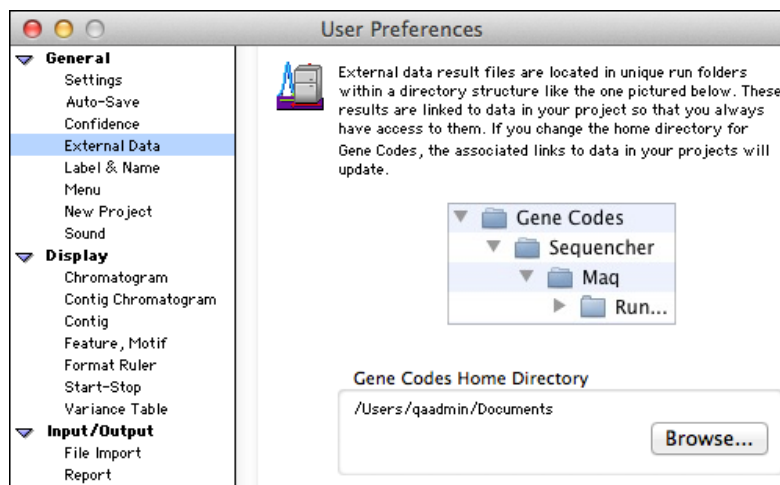 User Preferences
General
Settings
Auto-Save
Confidence
External Data
Label & Name
Menu
New Project
Sound
Display
Chromatogram
Contig Chromatogram
Contig
Feature, Motif
Format Ruler
Start-Stop
Variance Table
Input/Output
File Import
Report
External data result files are located in unique run folders
within a directory structure like the one pictured below. These
results are linked to data in your project so that you always
have access to them. If you change the home directory for
Gene Codes, the associated links to data in your projects will
update.
Gene Codes
Sequencher
Maq
Run...
Gene Codes Home Directory
/Users/qaadmin/Documents
Browse...